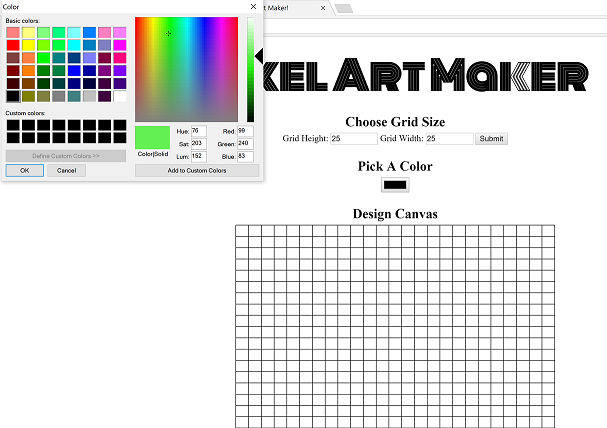 Color
t Maker!
Basic colors:
Custom colors:
Define Custom Colors >>
OK
Cancel
Hue: 76
Sat: 203
Lum: 152
Red: 99
Green: 240
Blue: 83
Color|Solid
Add to Custom Colors
xel Art Maker
Choose Grid Size
Grid Height: 25 Grid Width: 25 Submit
Pick A Color
Design Canvas